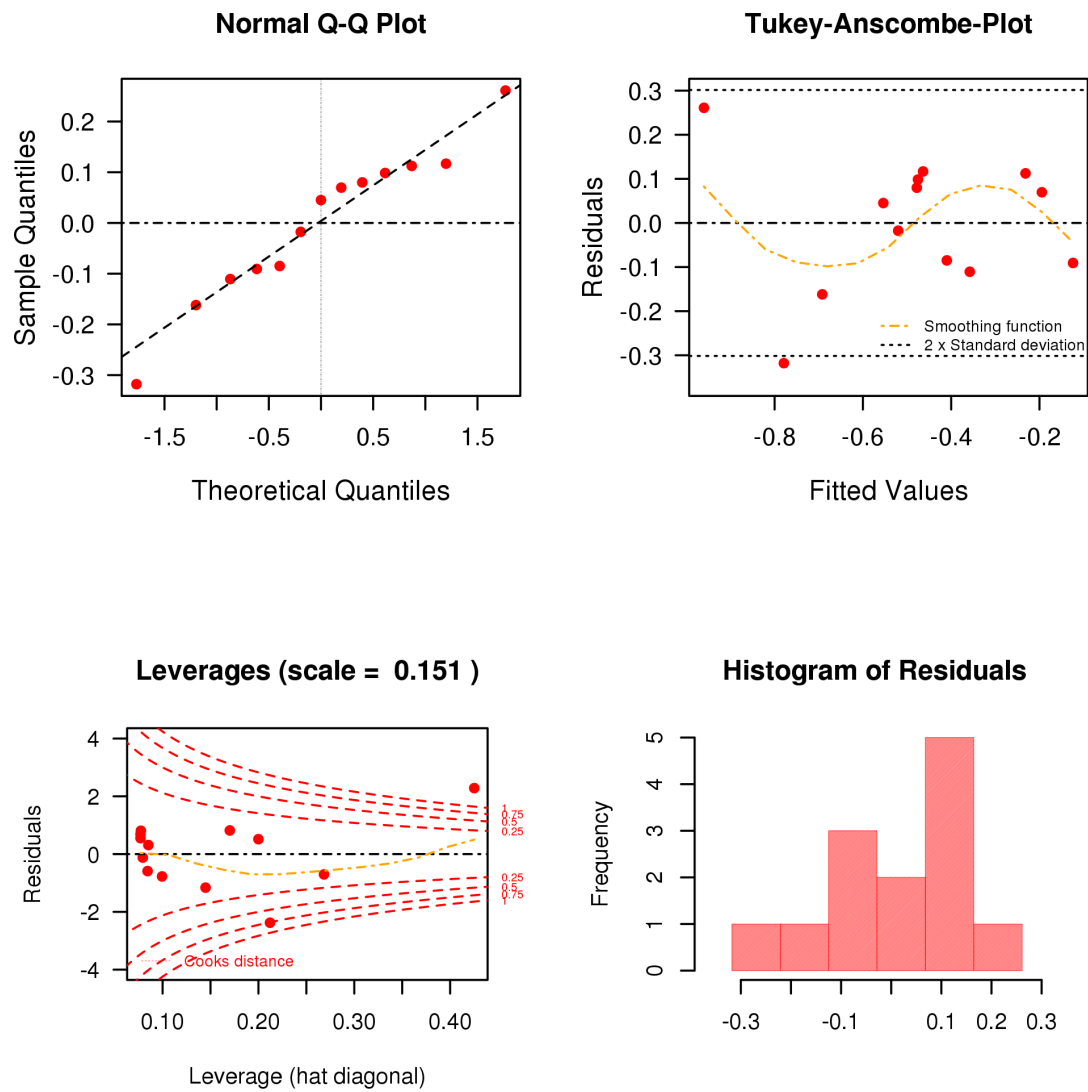 Normal Q-Q Plot
Sample Quantiles
0.2
0.1
0.0
-0.1
-0.2
-0.3
-1.5 -0.5 0.5 1.5
Theoretical Quantiles
Tukey-Anscombe-Plot
Residuals
0.3
0.2
0.1
0.0
-0.1
-0.2
-0.3
Smoothing function
2 x Standard deviation
-0.8 -0.6 -0.4 -0.2
Fitted Values
Leverages (scale = 0.151 )
Residuals
4
2
0
-2
-4
1
0.75
0.5
0.25
0.25
0.5
0.75
1
Cooks distance
0.10 0.20 0.30 0.40
Leverage (hat diagonal)
Histogram of Residuals
Frequency
5
4
3
2
1
0
-0.3 -0.1 0.1 0.2 0.3